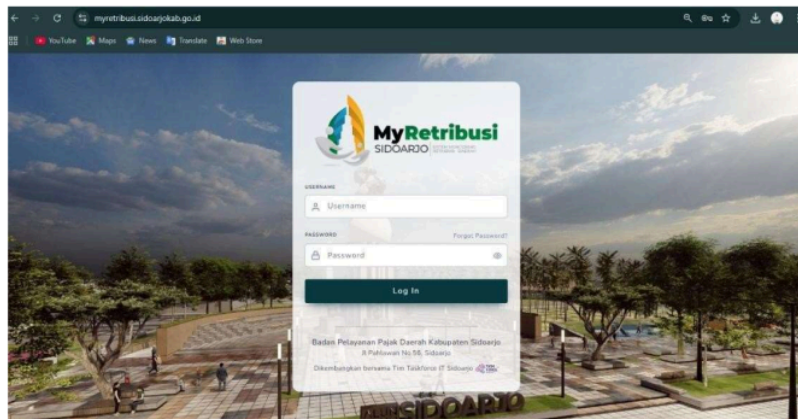 myretribusi.sidoarjokab.go.id
YouTube Maps News Translate Web Store
MyRetribusi
SIDOARJO
USERNAME
Username
PASSWORD Forgot Password?
Password
Log In
Badan Pelayanan Pajak Daerah Kabupaten Sidoarjo
Jl Pahlawan No 56, Sidoarjo
Dikembangkan bersama Tim Taskforce IT Sidoarjo
SIDOARJO